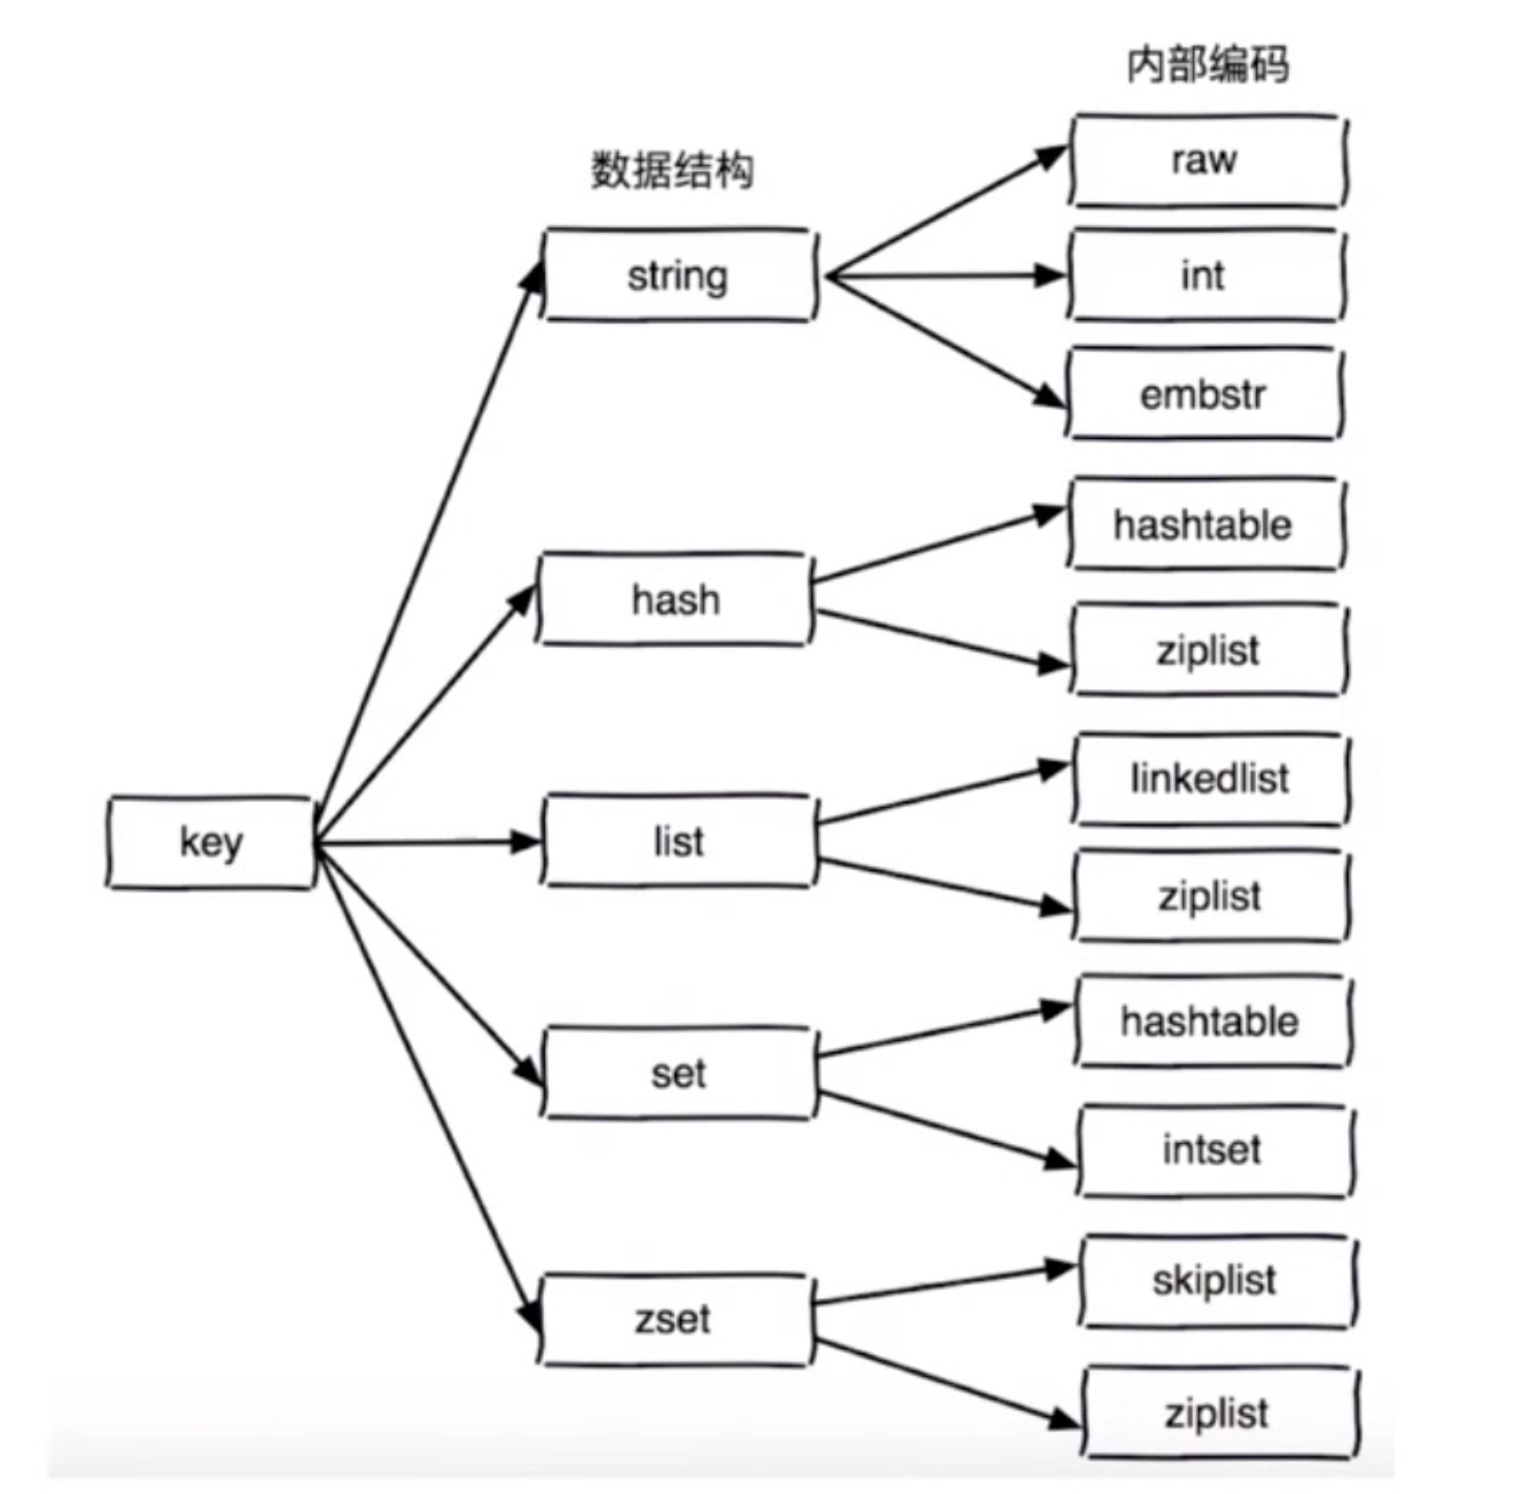 内部编码
数据结构
raw
string
int
embstr
hash
hashtable
ziplist
key
list
linkedlist
ziplist
set
hashtable
intset
zset
skiplist
ziplist